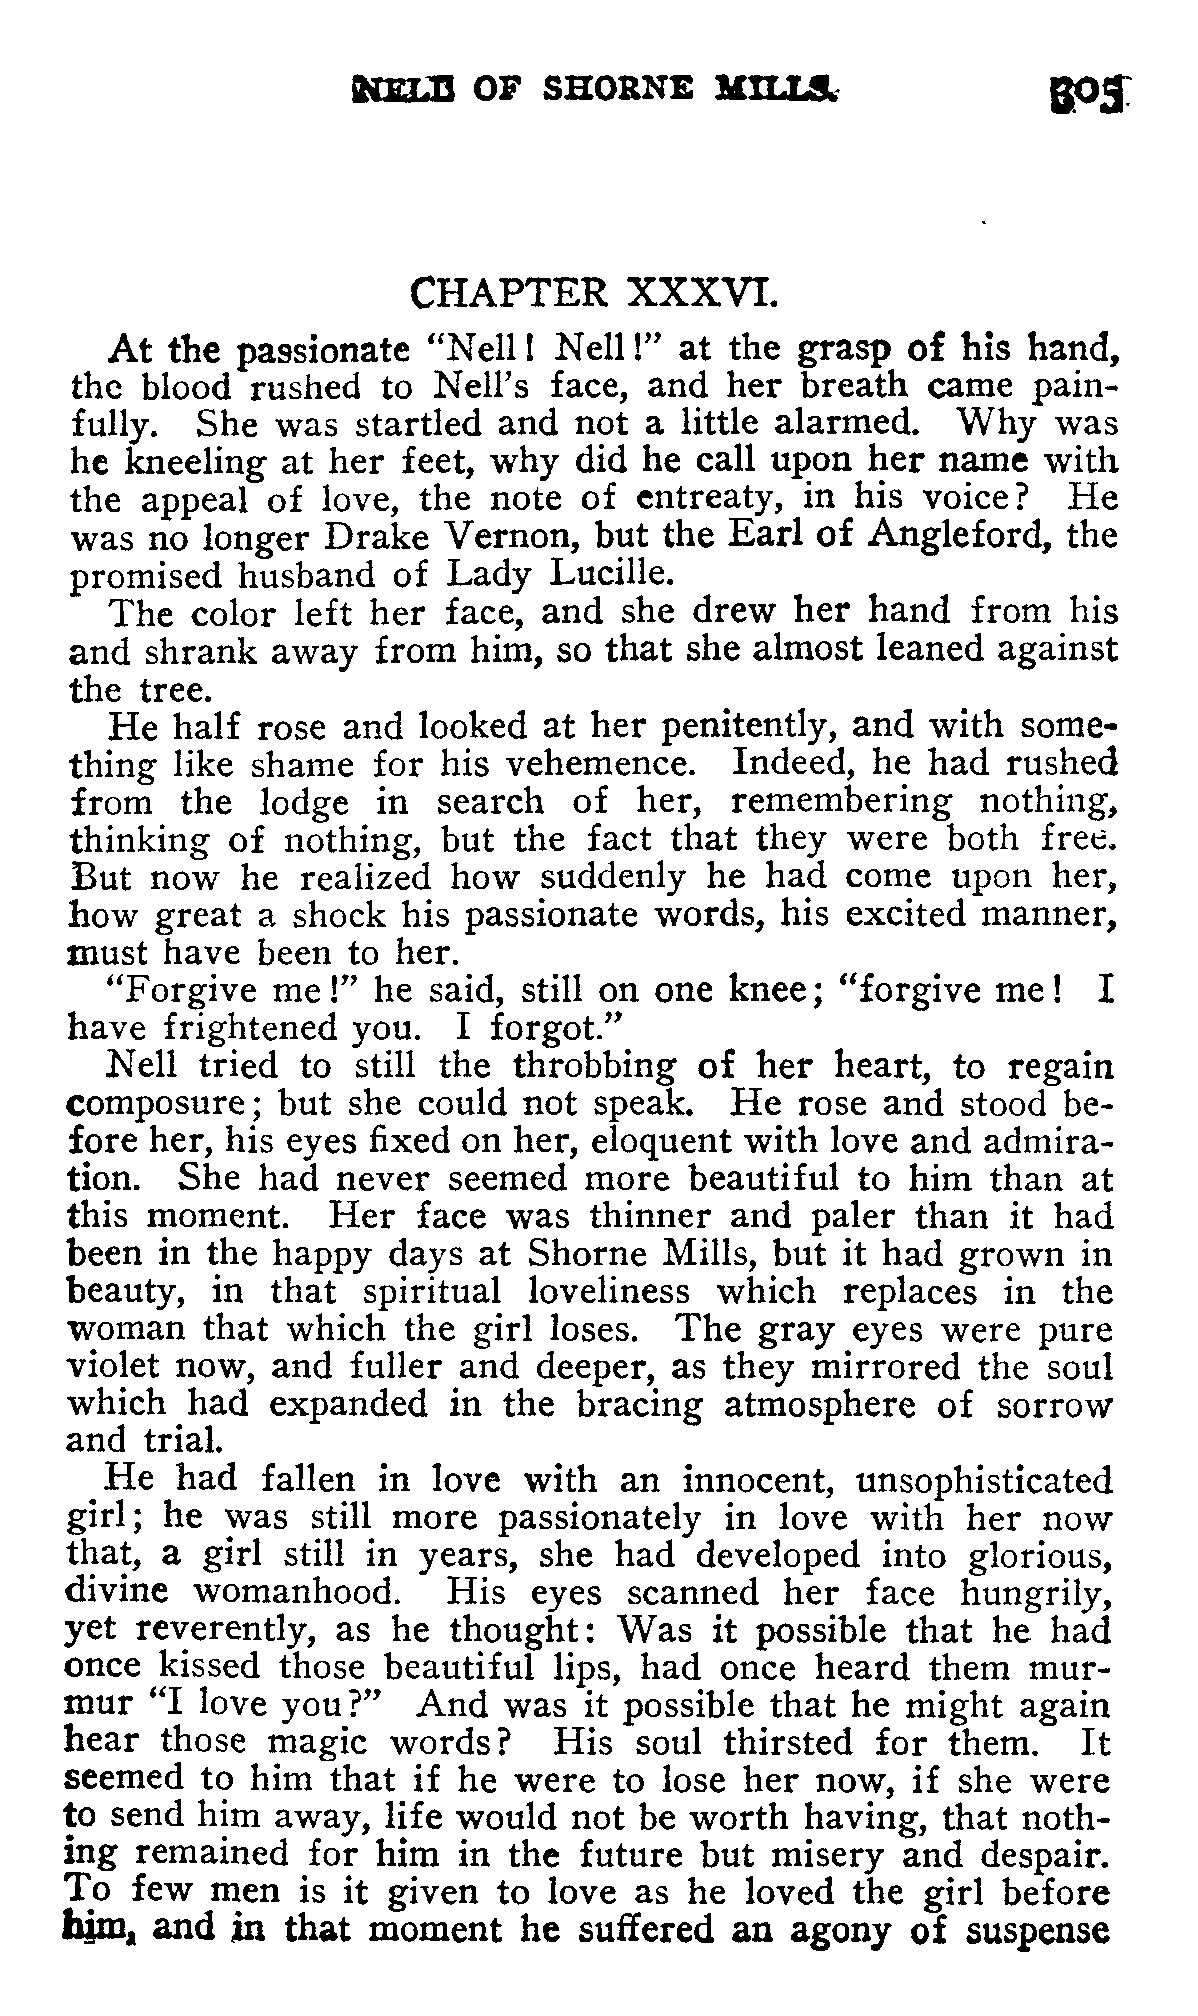 NELL OF SHORNE MILLS. 305
CHAPTER XXXVI.
At the passionate “Nell! Nell!” at the grasp of his hand,
the blood rushed to Nell’s face, and her breath came pain-
fully. She was startled and not a little alarmed. Why was
he kneeling at her feet, why did he call upon her name with
the appeal of love, the note of entreaty, in his voice? He
was no longer Drake Vernon, but the Earl of Angleford, the
promised husband of Lady Lucille.
The color left her face, and she drew her hand from his
and shrank away from him, so that she almost leaned against
the tree.
He half rose and looked at her penitently, and with some-
thing like shame for his vehemence. Indeed, he had rushed
from the lodge in search of her, remembering nothing,
thinking of nothing, but the fact that they were both free.
But now he realized how suddenly he had come upon her,
how great a shock his passionate words, his excited manner,
must have been to her.
“Forgive me!” he said, still on one knee; “forgive me! I
have frightened you. I forgot.”
Nell tried to still the throbbing of her heart, to regain
composure; but she could not speak. He rose and stood be-
fore her, his eyes fixed on her, eloquent with love and admira-
tion. She had never seemed more beautiful to him than at
this moment. Her face was thinner and paler than it had
been in the happy days at Shorne Mills, but it had grown in
beauty, in that spiritual loveliness which replaces in the
woman that which the girl loses. The gray eyes were pure
violet now, and fuller and deeper, as they mirrored the soul
which had expanded in the bracing atmosphere of sorrow
and trial.
He had fallen in love with an innocent, unsophisticated
girl; he was still more passionately in love with her now
that, a girl still in years, she had developed into glorious,
divine womanhood. His eyes scanned her face hungrily,
yet reverently, as he thought: Was it possible that he had
once kissed those beautiful lips, had once heard them mur-
mur “I love you?” And was it possible that he might again
hear those magic words? His soul thirsted for them. It
seemed to him that if he were to lose her now, if she were
to send him away, life would not be worth having, that noth-
ing remained for him in the future but misery and despair.
To few men is it given to love as he loved the girl before
him, and in that moment he suffered an agony of suspense